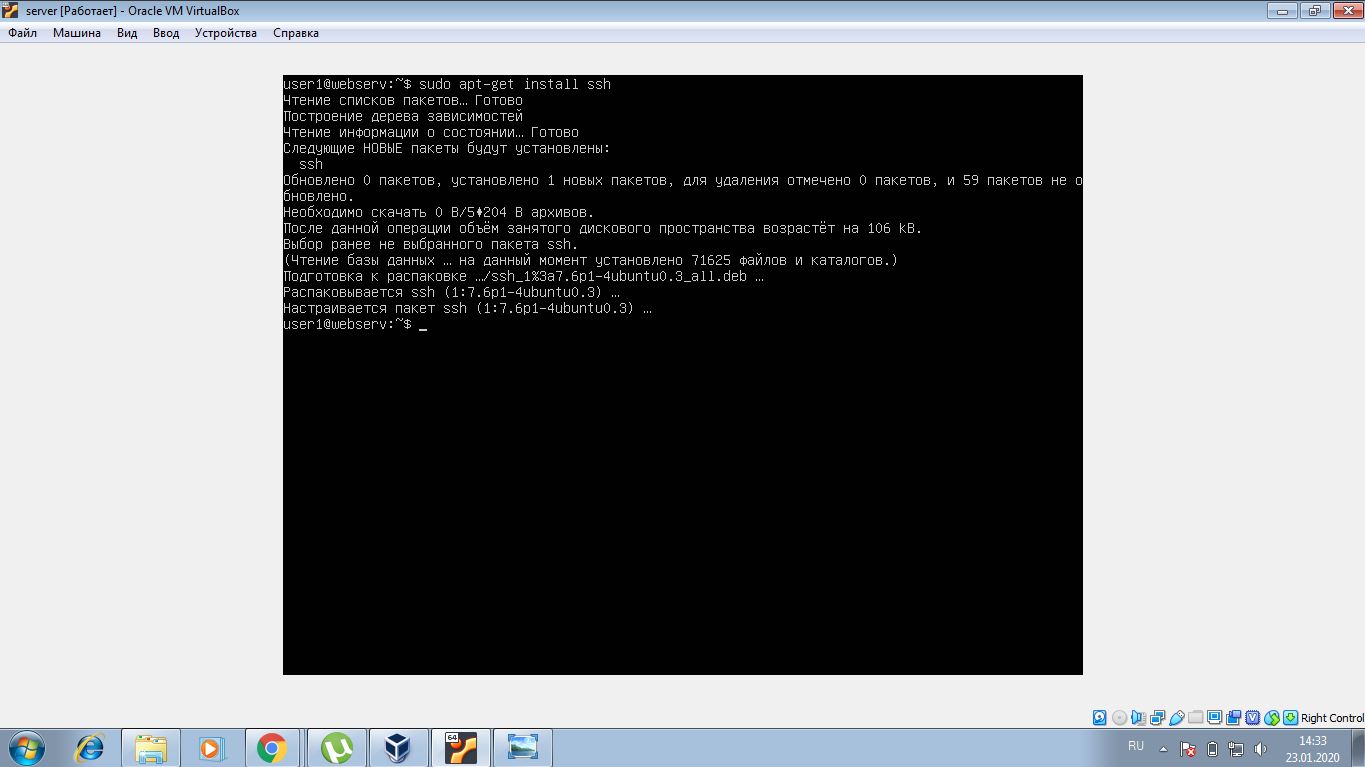 server [Работает] - Oracle VM VirtualBox
Файл Машина Вид Ввод Устройства Справка
user1@webserv:~$ sudo apt-get install ssh
Чтение списков пакетов… Готово
Построение дерева зависимостей
Чтение информации о состоянии… Готово
Следующие НОВЫЕ пакеты будут установлены:
ssh
Обновлено 0 пакетов, установлено 1 новых пакетов, для удаления отмечено 0 пакетов, и 59 пакетов не о
бновлено.
Необходимо скачать 0 B/5♦204 B архивов.
После данной операции объём занятого дискового пространства возрастёт на 106 kB.
Выбор ранее не выбранного пакета ssh.
(Чтение базы данных … на данный момент установлено 71625 файлов и каталогов.)
Подготовка к распаковке …/ssh_1%3a7.6p1-4ubuntu0.3_all.deb …
Распаковывается ssh (1:7.6p1-4ubuntu0.3) …
Настраивается пакет ssh (1:7.6p1-4ubuntu0.3) …
user1@webserv:~$ _
Right Control
64
RU
14:33
23.01.2020